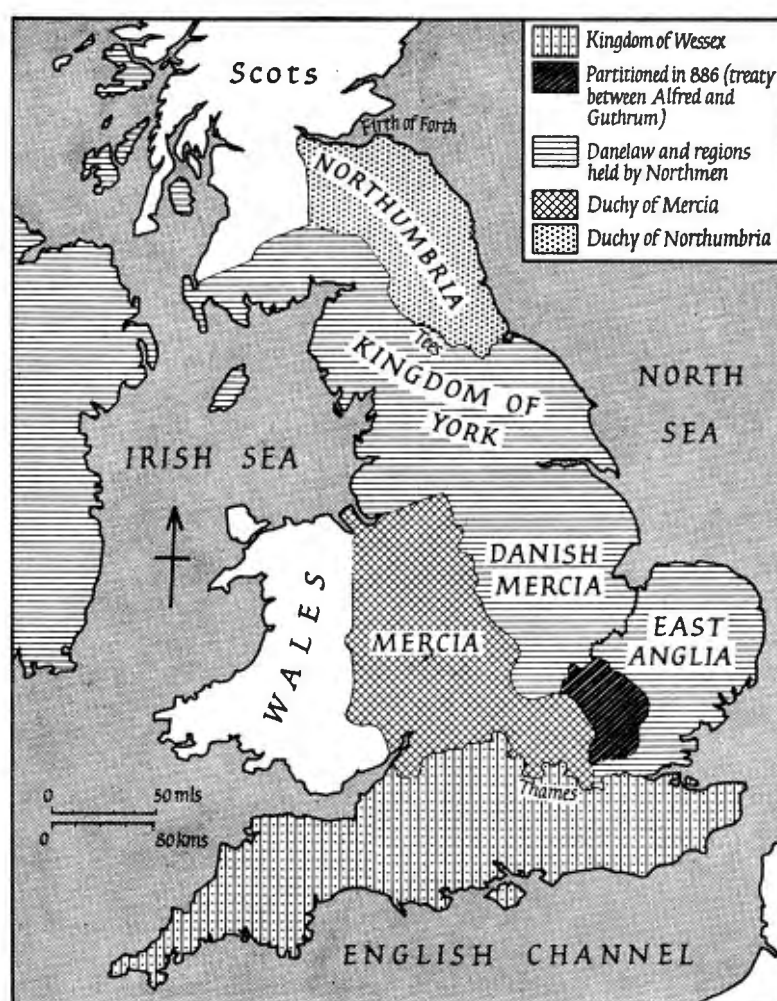 Kingdom of Wessex
Partitioned in 886 (treaty
between Alfred and
Guthrum)
Danelaw and regions
held by Northmen
Duchy of Mercia
Duchy of Northumbria
Scots
Firth of Forth
NORTHUMBRIA
Tees
KINGDOM OF
YORK
NORTH
SEA
IRISH SEA
DANISH
MERCIA
WALES
MERCIA
EAST
ANGLIA
0 50 mls
0 80 kms
Thames
ENGLISH CHANNEL